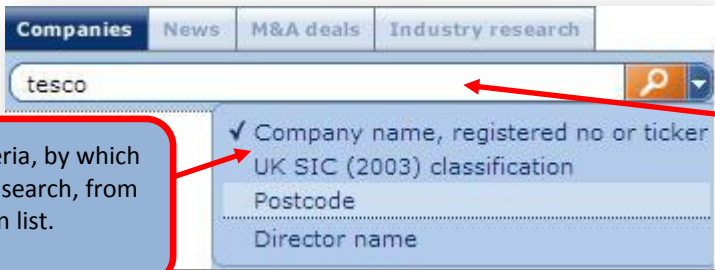 Companies News M&A deals Industry research
tesco
✔ Company name, registered no or ticker
UK SIC (2003) classification
Postcode
Director name
eria, by which
search, from
n list.